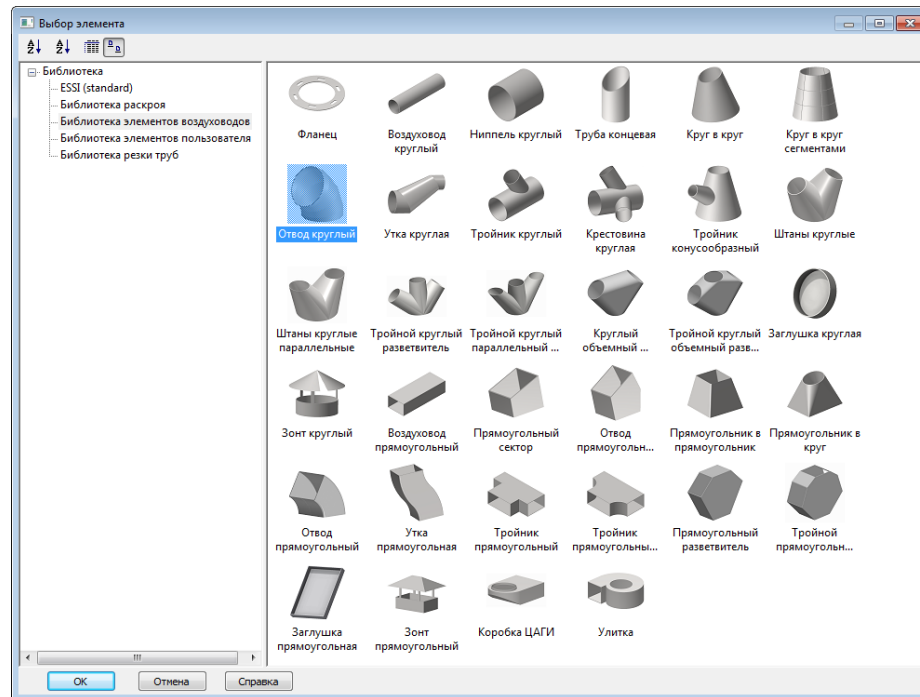 Выбор элемента
Библиотека
ESSI (standard)
Библиотека раскроя
Библиотека элементов воздуховодов
Библиотека элементов пользователя
Библиотека резки труб
Фланец
Воздуховод
круглый
Ниппель круглый
Труба концевая
Круг в круг
Круг в круг
сегментами
Отвод круглый
Утка круглая
Тройник круглый
Крестовина
круглая
Тройник
конусообразный
Штаны круглые
Штаны круглые
параллельные
Тройной круглый
разветвитель
Тройной круглый
параллельный ...
Круглый
объемный ...
Тройной круглый
объемный разв...
Заглушка круглая
Зонт круглый
Воздуховод
прямоугольный
Прямоугольный
сектор
Отвод
прямоугольн...
Прямоугольник в
прямоугольник
Прямоугольник в
круг
Отвод
прямоугольный
Утка
прямоугольная
Тройник
прямоугольный
Тройник
прямоугольны...
Прямоугольный
разветвитель
Тройной
прямоугольн...
Заглушка
прямоугольная
Зонт
прямоугольный
Коробка ЦАГИ
Улитка
OK
Отмена
Справка